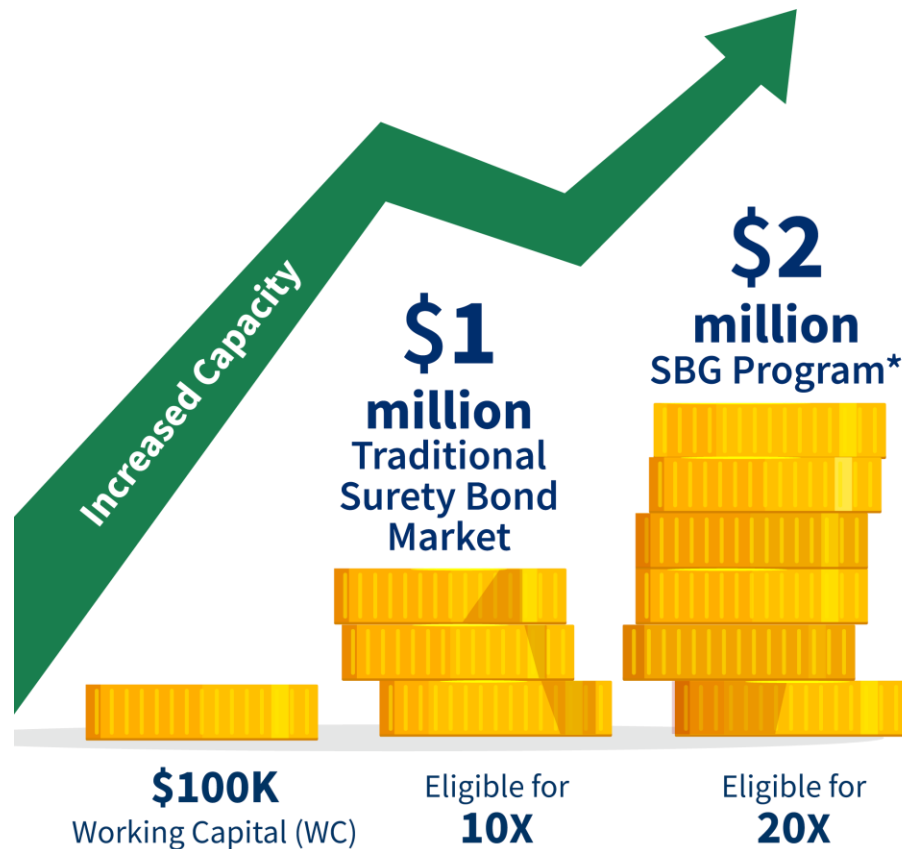 Increased Capacity
$1
million
Traditional
Surety Bond
Market
$2
million
SBG Program*
$100K
Working Capital (WC)
Eligible for
10X
Eligible for
20X